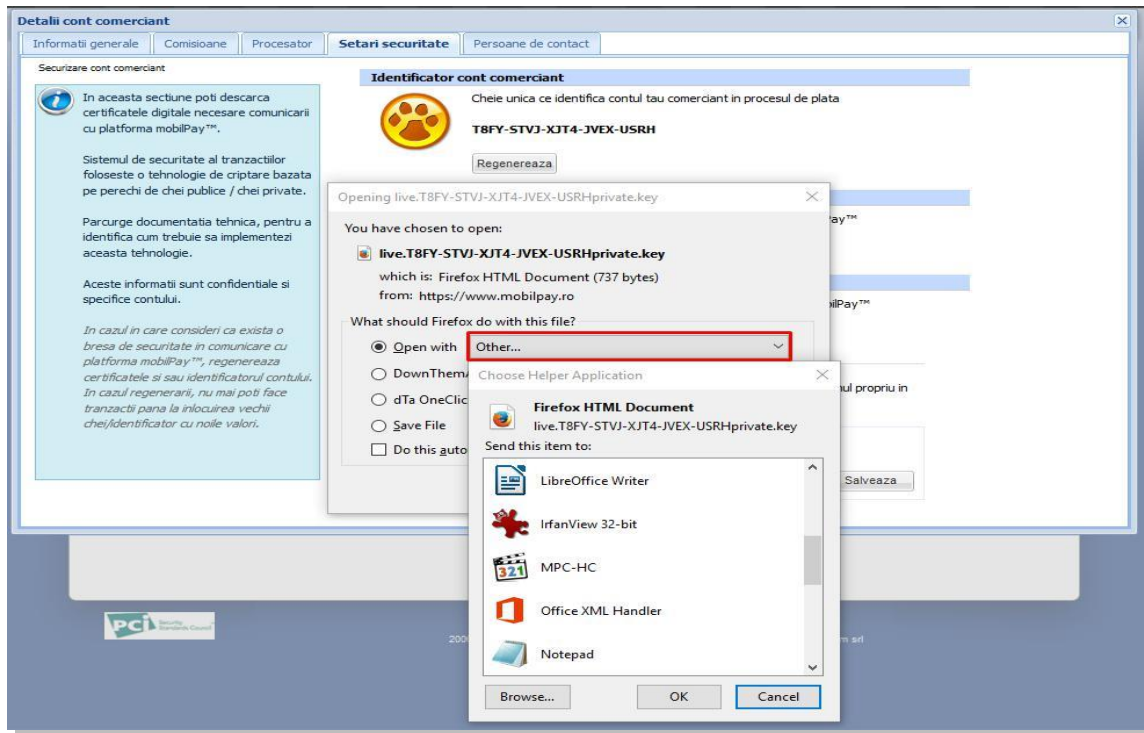 Detalii cont comerciant
Informatii generale
Comisioane
Procesator
Setari securitate
Persoane de contact
Securizare cont comerciant
In aceasta sectiune poti descarca
certificatele digitale necesare comunicarii
cu platforma mobilPay™.
Sistemul de securitate al tranzactiilor
foloseste o tehnologie de criptare bazata
pe perechi de chei publice / chei private.
Parcurge documentatia tehnica, pentru a
identifica cum trebuie sa implementezi
aceasta tehnologie.
Aceste informatii sunt confidentiale si
specifice contului.
In cazul in care consideri ca exista o
bresa de securitate in comunicare cu
platforma mobilPay™, regenereaza
certificatele si sau identificatorul contului.
In cazul regenerarii, nu mai poti face
tranzactii pana la inlocuirea vechii
chei/identificator cu noile valori.
Identificator cont comerciant
Cheie unica ce identifica contul tau comerciant in procesul de plata
T8FY-STVJ-XJT4-JVEX-USRH
Regenereaza
ay™
ilPay™
ul propriu in
Salveaza
Opening live.T8FY-STVJ-XJT4-JVEX-USRHprivate.key
You have chosen to open:
live.T8FY-STVJ-XJT4-JVEX-USRHprivate.key
which is: Firefox HTML Document (737 bytes)
from: https://www.mobilpay.ro
What should Firefox do with this file?
Open with Other...
DownThem
dTa OneClic
Save File
Do this auto
Choose Helper Application
Firefox HTML Document
live.T8FY-STVJ-XJT4-JVEX-USRHprivate.key
Send this item to:
LibreOffice Writer
IrfanView 32-bit
MPC-HC
Office XML Handler
Notepad
Browse...
OK
Cancel
PCI Security
Standards Council
200
m srl